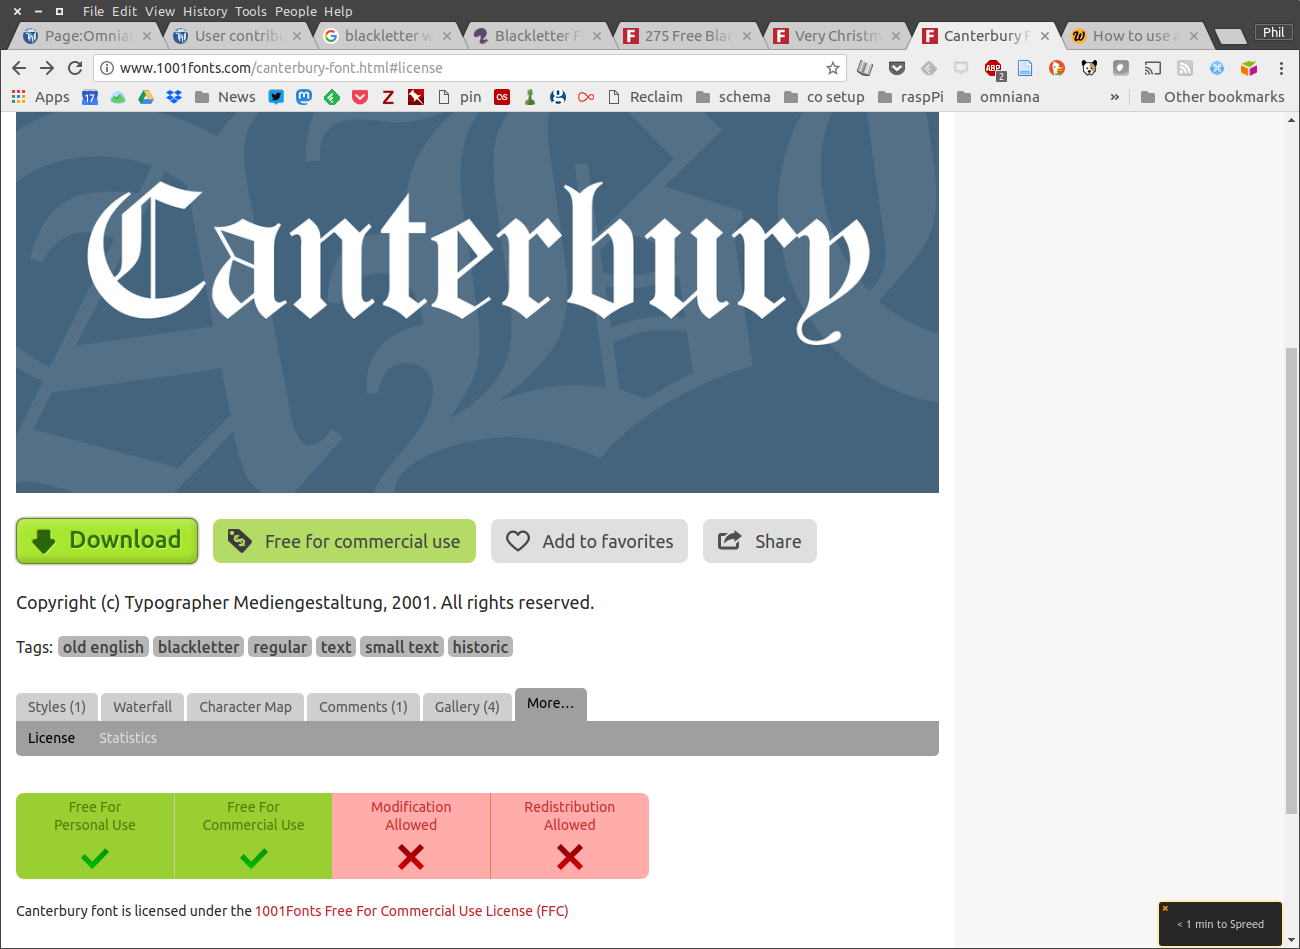 File Edit View History Tools People Help
Phil
Page:Omnian
User contribu
blackletter w
Blackletter F
275 Free Blac
Very Christm
Canterbury F
How to use a
www.1001fonts.com/canterbury-font.html#license
ABP
2
Apps
17
News
pin
Reclaim
schema
co setup
raspPi
omniana
»
Other bookmarks
Canterbury
Download
Free for commercial use
Add to favorites
Share
Copyright (c) Typographer Mediengestaltung, 2001. All rights reserved.
Tags: old english blackletter regular text small text historic
Styles (1) Waterfall Character Map Comments (1) Gallery (4) More...
License Statistics
Free For
Personal Use
Free For
Commercial Use
Modification
Allowed
Redistribution
Allowed
Canterbury font is licensed under the 1001Fonts Free For Commercial Use License (FFC)
< 1 min to Spreed